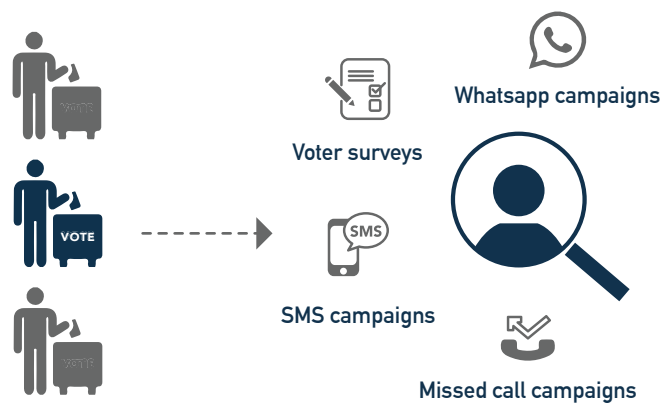 VOTE
VOTE
VOTE
Voter surveys
Whatsapp campaigns
SMS
SMS campaigns
Missed call campaigns